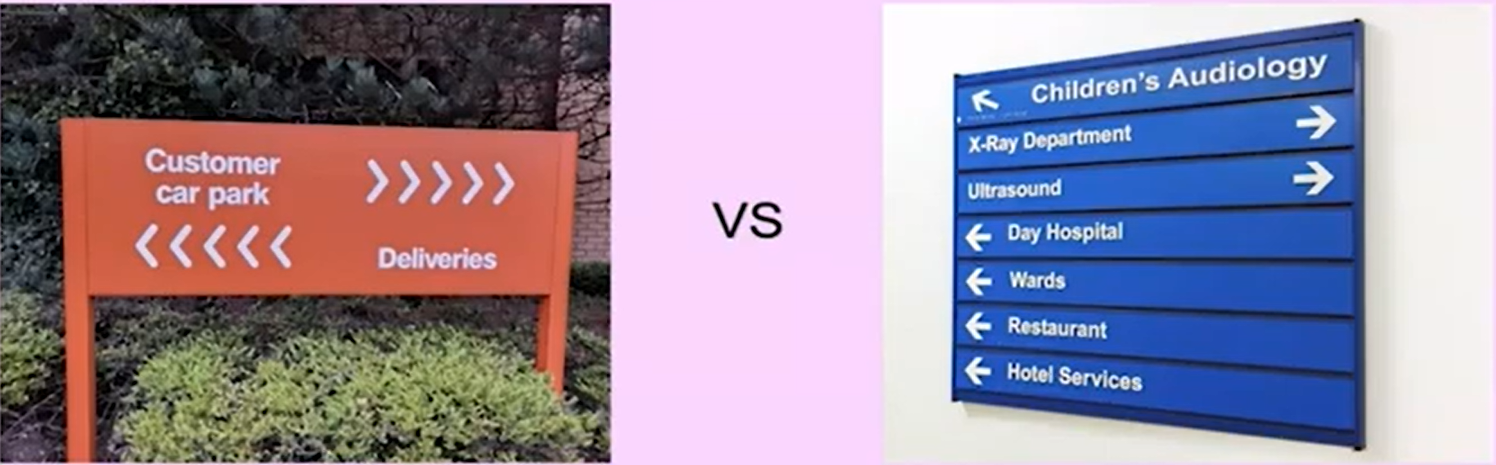 Customer
car park
Deliveries
vs
Children's Audiology
X-Ray Department
Ultrasound
Day Hospital
Wards
Restaurant
Hotel Services